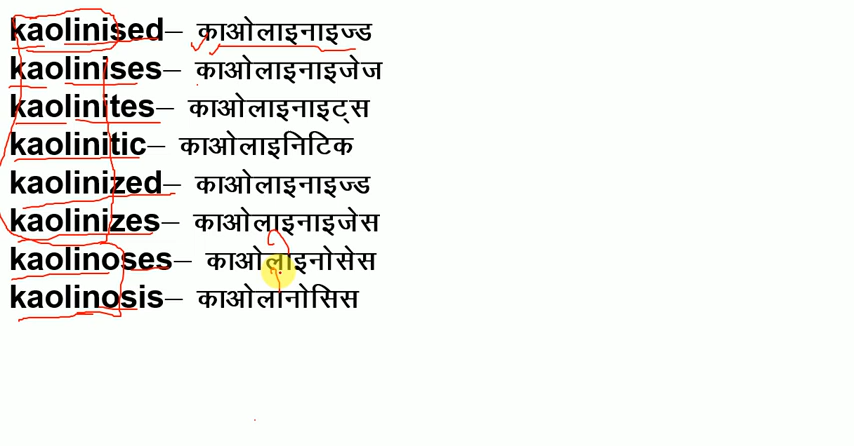 kaolinised– काओलाइनाइज्ड
kaolinises– काओलाइनाइजेज
kaolinites– काओलाइनाइट्स
kaolinitic– काओलाइनिटिक
kaolinized– काओलाइनाइज्ड
kaolinizes– काओलाइनाइजेस
kaolinoses– काओलाइनोसेस
kaolinosis– काओलानोसिस